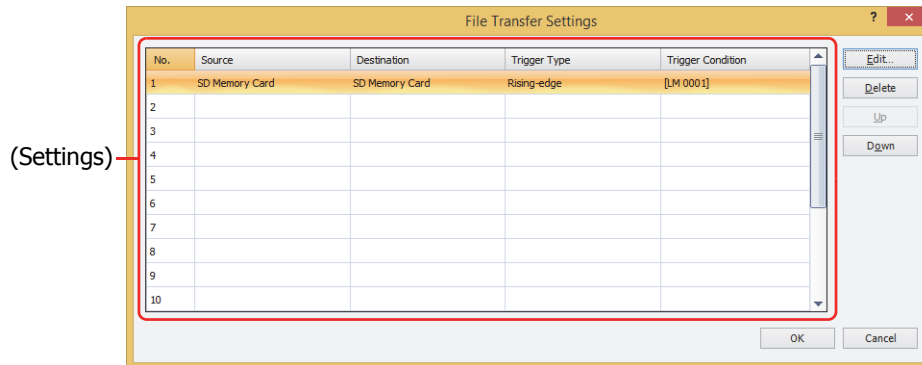 File Transfer Settings
?
No. Source Destination Trigger Type Trigger Condition
Edit...
1 SD Memory Card SD Memory Card Rising-edge [LM 0001]
Delete
2
Up
3
Down
(Settings)
4
5
6
7
8
9
10
OK Cancel